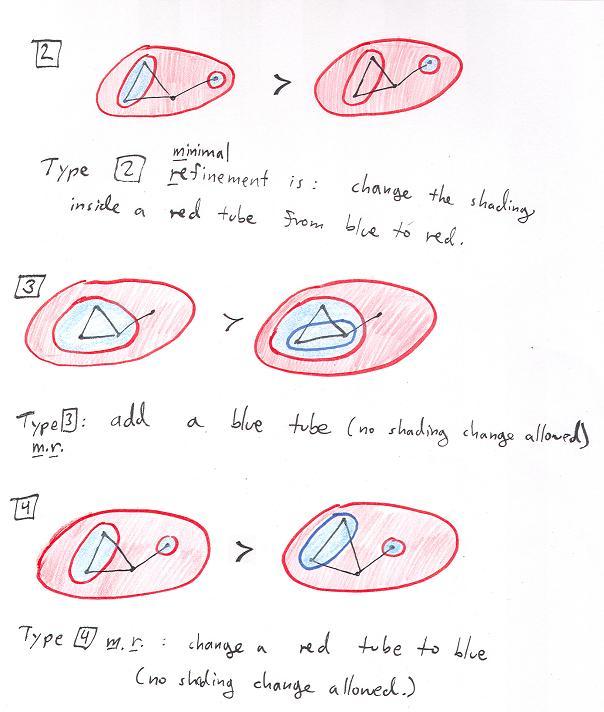 2
>
minimal
Type 2 refinement is: change the shading
inside a red tube from blue to red.
3
>
Type 3: add a blue tube (no shading change allowed)
m.r.
4
>
Type 4 m.r.: change a red tube to blue
(no shading change allowed.)